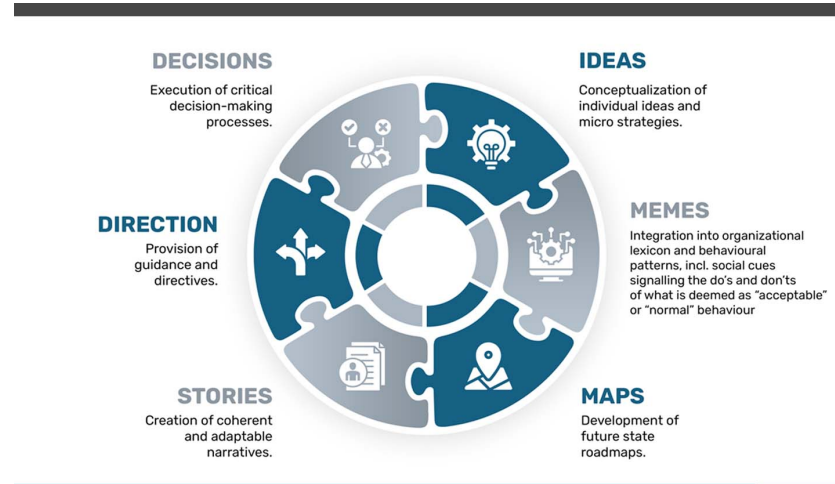 DECISIONS
Execution of critical
decision-making
processes.
IDEAS
Conceptualization of
individual ideas and
micro strategies.
DIRECTION
Provision of
guidance and
directives.
MEMES
Integration into organizational
lexicon and behavioural
patterns, incl. social cues
signalling the do's and don'ts
of what is deemed as “acceptable”
or “normal” behaviour
STORIES
Creation of coherent
and adaptable
narratives.
MAPS
Development of
future state
roadmaps.